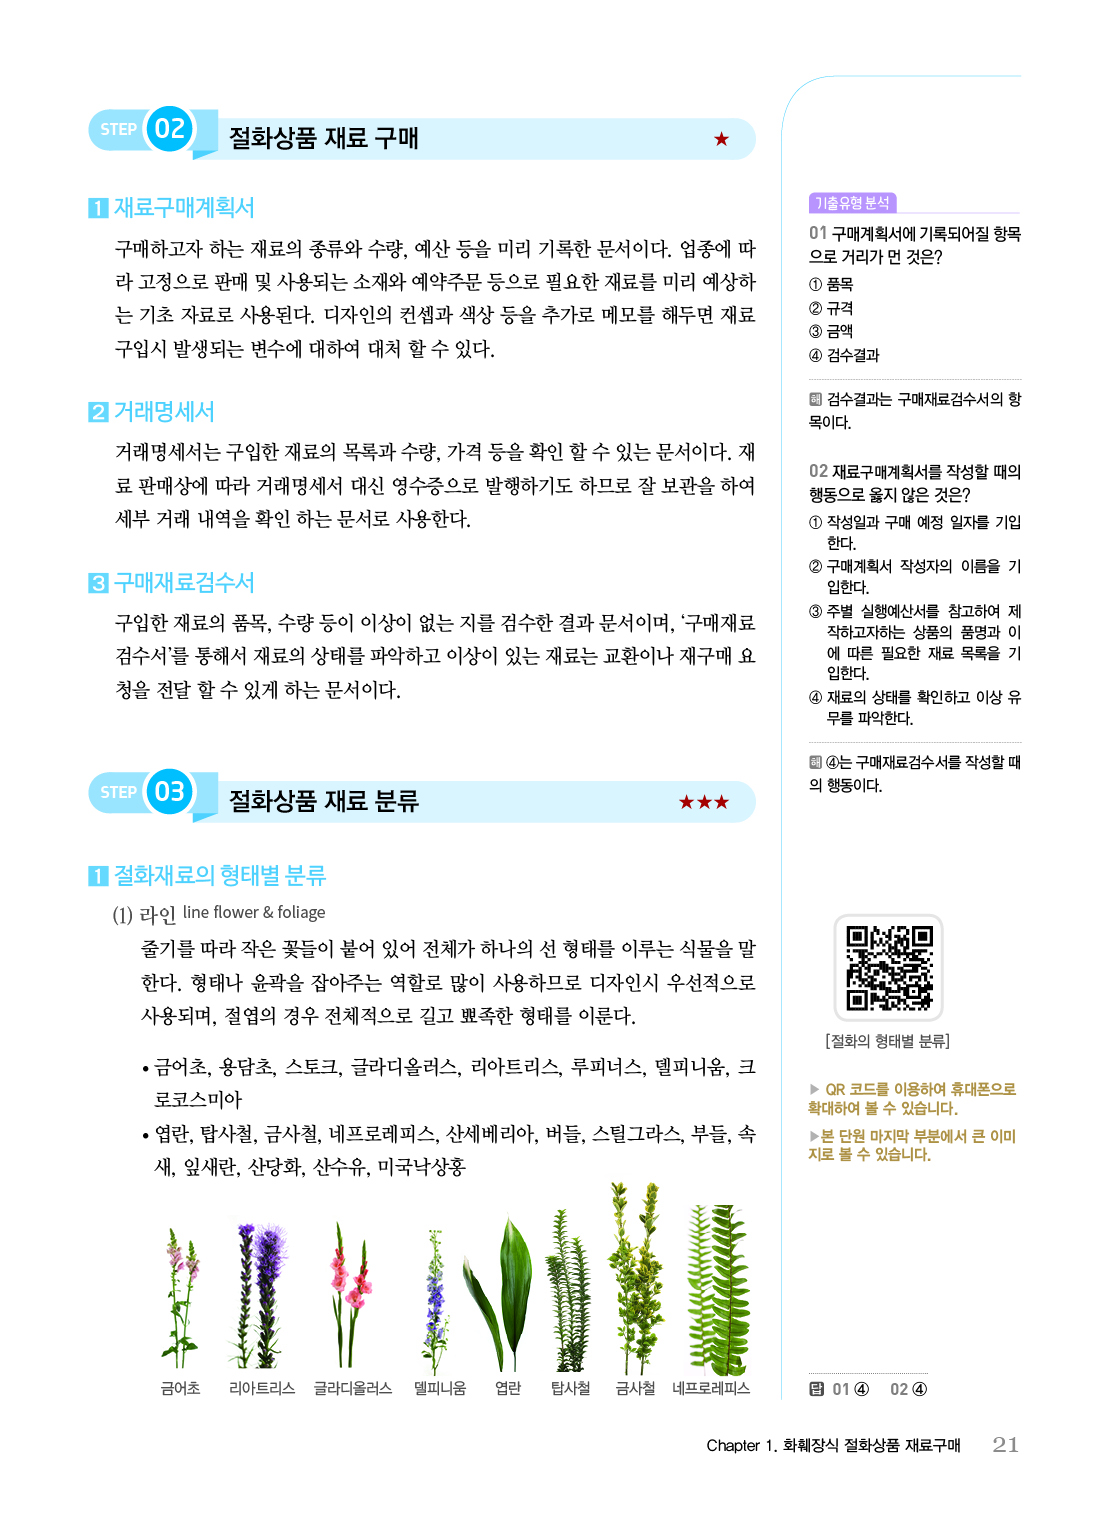 STEP 02 절화상품 재료 구매 ★
1 재료구매계획서
구매하고자 하는 재료의 종류와 수량, 예산 등을 미리 기록한 문서이다. 업종에 따
라 고정으로 판매 및 사용되는 소재와 예약주문 등으로 필요한 재료를 미리 예상하
는 기초 자료로 사용된다. 디자인의 컨셉과 색상 등을 추가로 메모를 해두면 재료
구입시 발생되는 변수에 대하여 대처 할 수 있다.
2 거래명세서
거래명세서는 구입한 재료의 목록과 수량, 가격 등을 확인 할 수 있는 문서이다. 재
료 판매상에 따라 거래명세서 대신 영수증으로 발행하기도 하므로 잘 보관을 하여
세부 거래 내역을 확인 하는 문서로 사용한다.
3 구매재료검수서
구입한 재료의 품목, 수량 등이 이상이 없는 지를 검수한 결과 문서이며, ‘구매재료
검수서’를 통해서 재료의 상태를 파악하고 이상이 있는 재료는 교환이나 재구매 요
청을 전달 할 수 있게 하는 문서이다.
STEP 03 절화상품 재료 분류 ★★★
1 절화재료의 형태별 분류
(1) 라인 line flower & foliage
줄기를 따라 작은 꽃들이 붙어 있어 전체가 하나의 선 형태를 이루는 식물을 말
한다. 형태나 윤곽을 잡아주는 역할로 많이 사용하므로 디자인시 우선적으로
사용되며, 절엽의 경우 전체적으로 길고 뾰족한 형태를 이룬다.
• 금어초, 용담초, 스토크, 글라디올러스, 리아트리스, 루피너스, 델피니움, 크
로코스미아
• 엽란, 탑사철, 금사철, 네프로레피스, 산세베리아, 버들, 스틸그라스, 부들, 속
새, 잎새란, 산당화, 산수유, 미국낙상홍
금어초 리아트리스 글라디올러스 델피니움 엽란 탑사철 금사철 네프로레피스
기출유형 분석
01 구매계획서에 기록되어질 항목
으로 거리가 먼 것은?
① 품목
② 규격
③ 금액
④ 검수결과
해 검수결과는 구매재료검수서의 항
목이다.
02 재료구매계획서를 작성할 때의
행동으로 옳지 않은 것은?
① 작성일과 구매 예정 일자를 기입
한다.
② 구매계획서 작성자의 이름을 기
입한다.
③ 주별 실행예산서를 참고하여 제
작하고자하는 상품의 품명과 이
에 따른 필요한 재료 목록을 기
입한다.
④ 재료의 상태를 확인하고 이상 유
무를 파악한다.
해 ④는 구매재료검수서를 작성할 때
의 행동이다.
[절화의 형태별 분류]
▶ QR 코드를 이용하여 휴대폰으로
확대하여 볼 수 있습니다.
▶본 단원 마지막 부분에서 큰 이미
지로 볼 수 있습니다.
답 01 ④ 02 ④
Chapter 1. 화훼장식 절화상품 재료구매 21